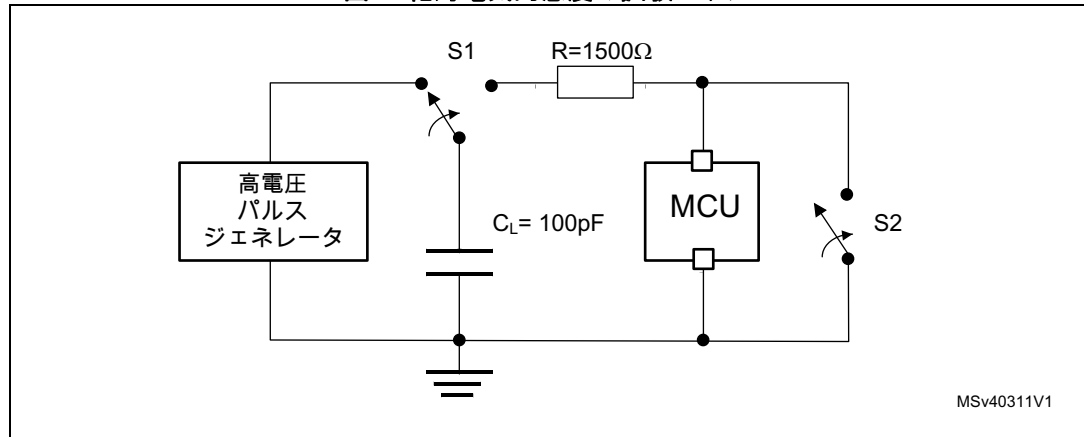 S1
R=1500Ω
高電圧
パルス
ジェネレータ
CL= 100pF
MCU
S2
MSv40311V1